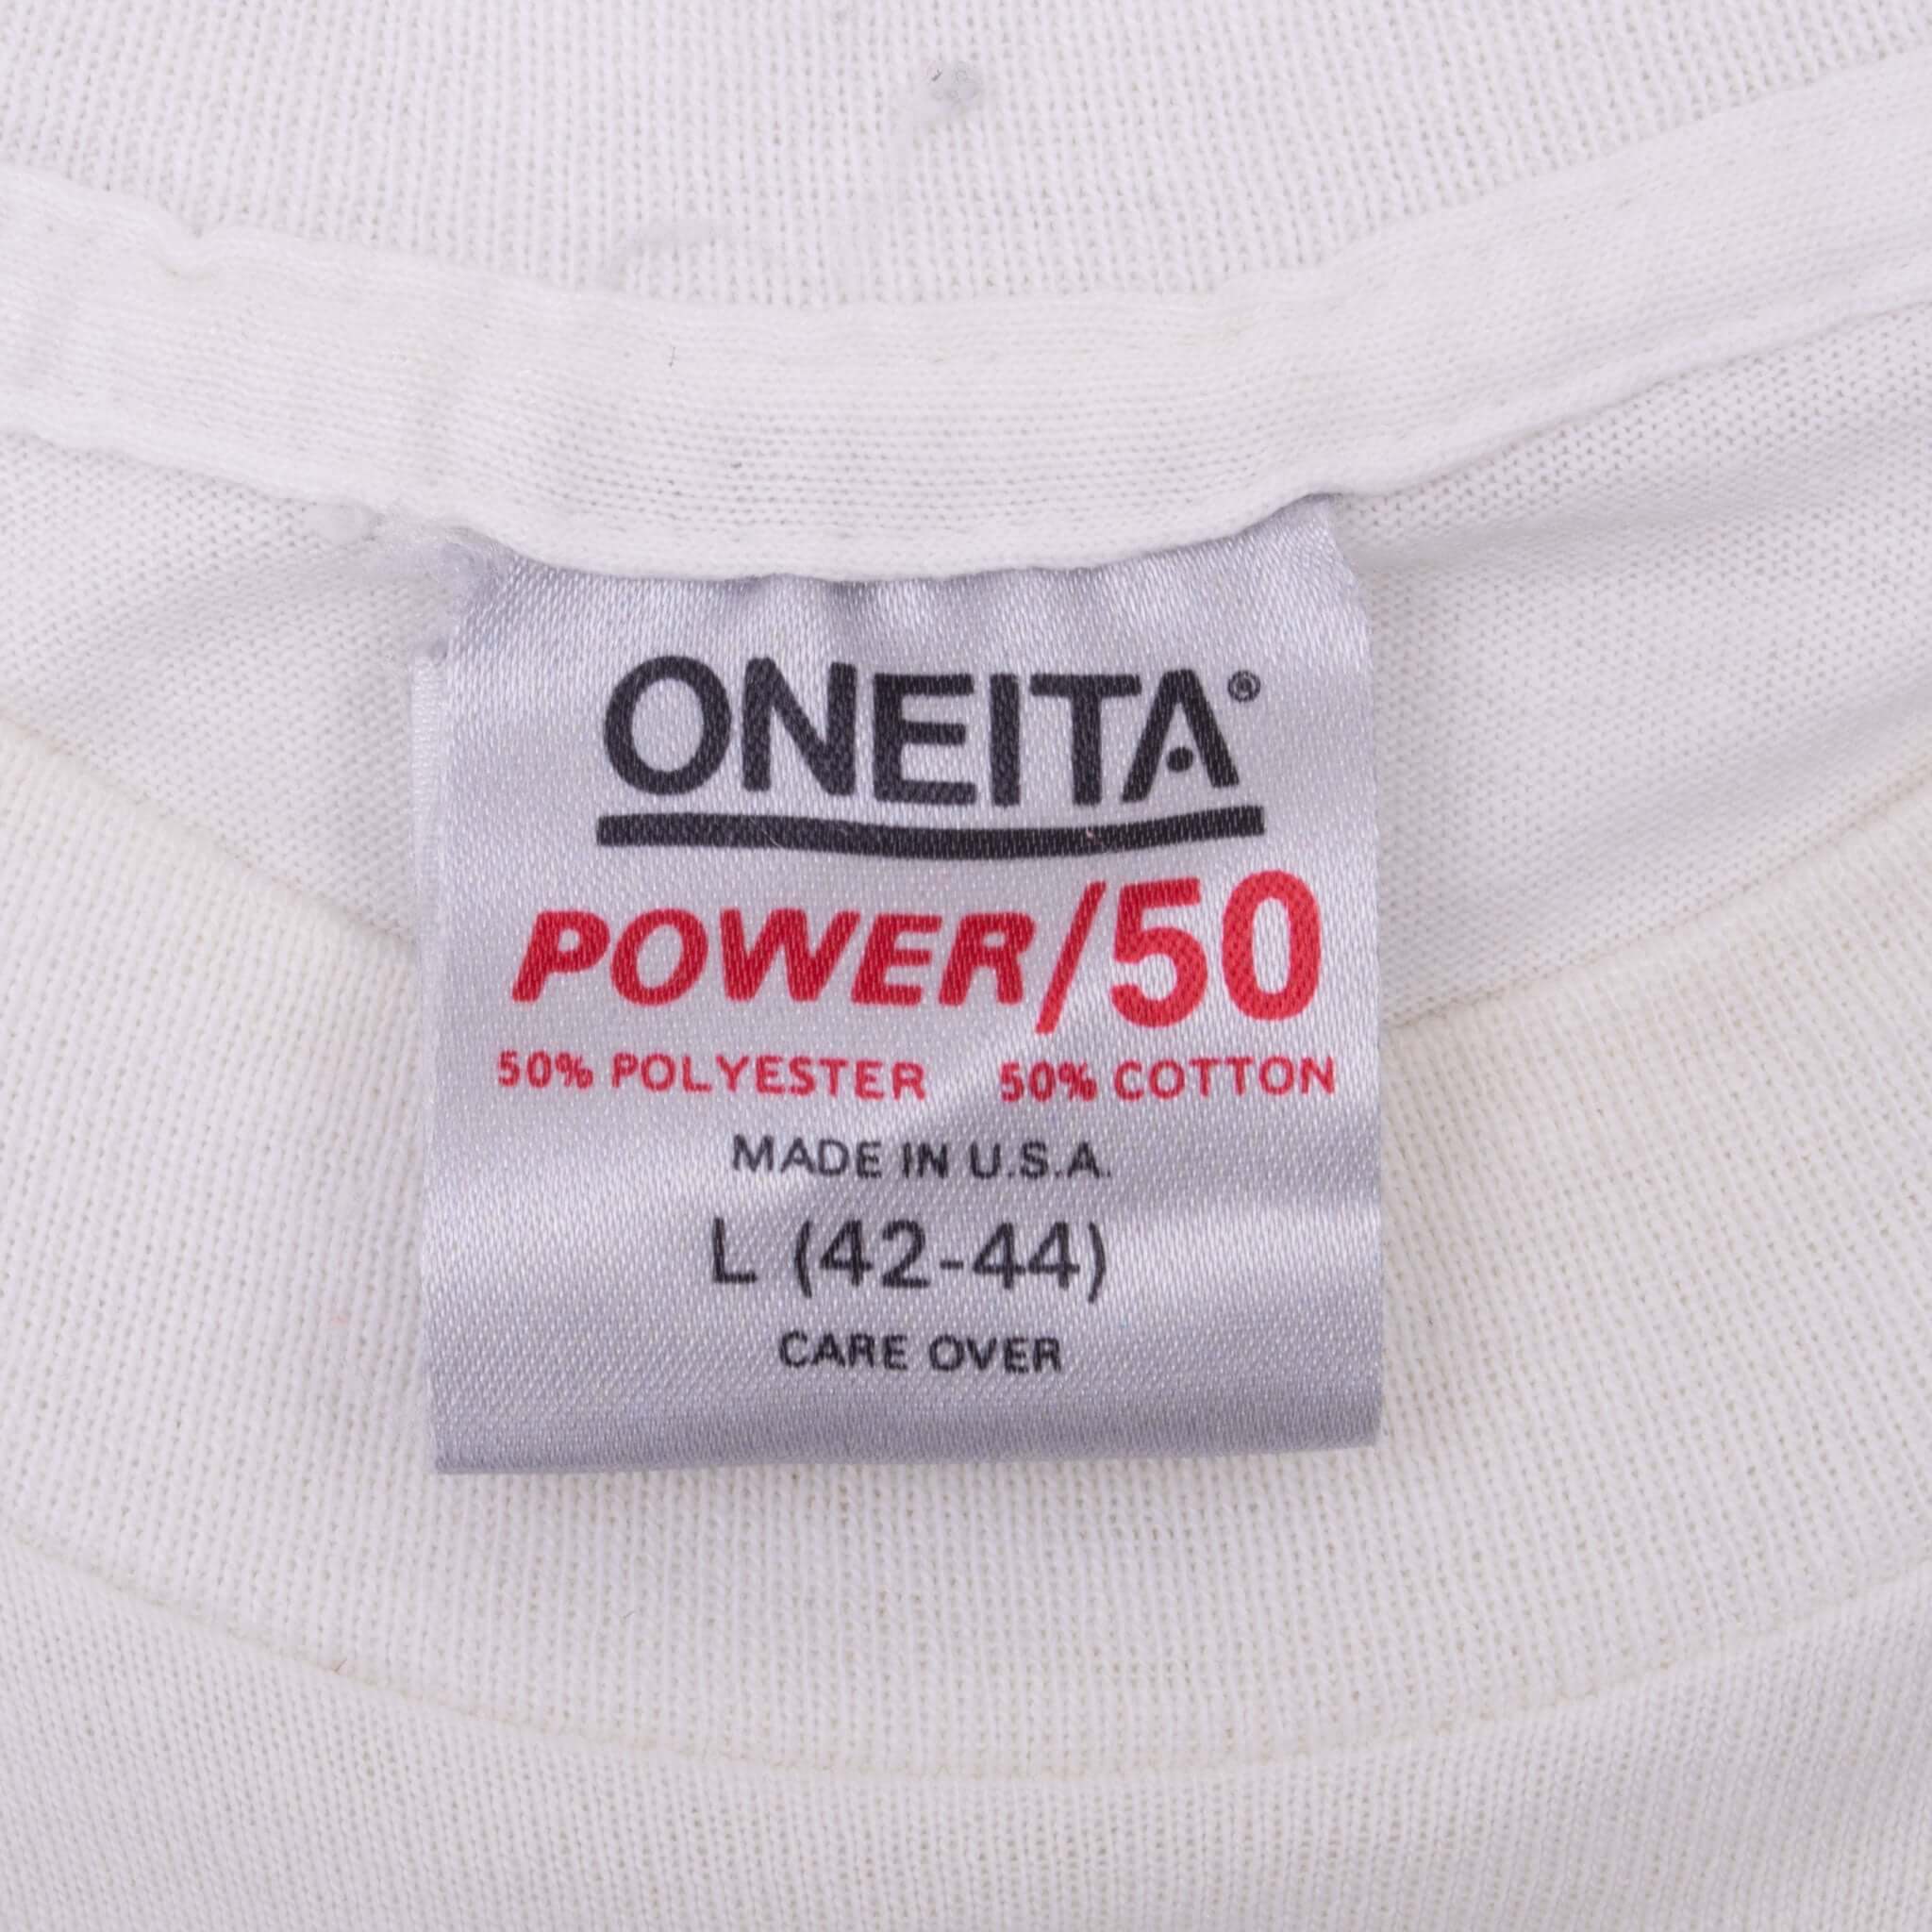 ONEITA®
POWER/50
50% POLYESTER 50% COTTON
MADE IN U.S.A.
L (42-44)
CARE OVER